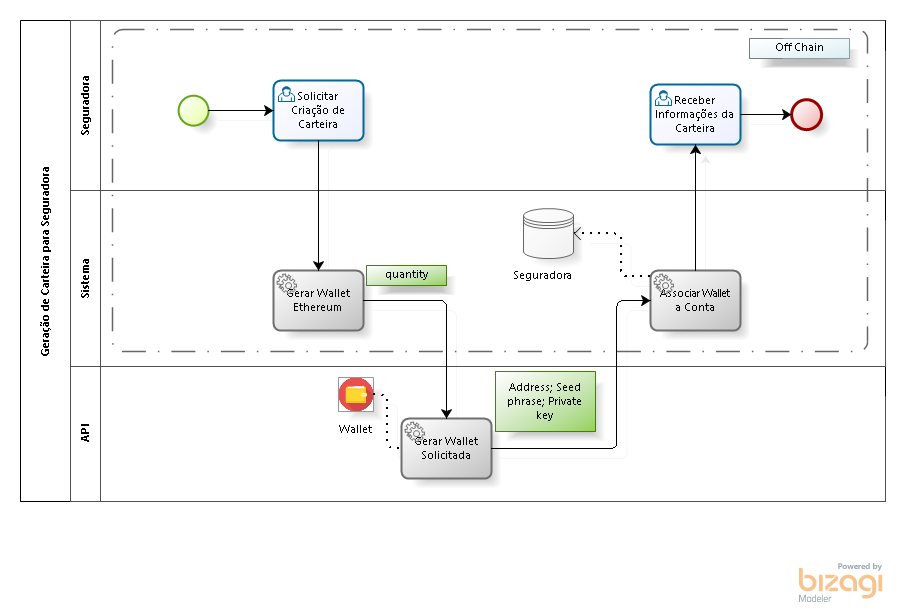 Geração de Carteira para Seguradora
Seguradora
Off Chain
Solicitar
Criação de
Carteira
Receber
Informações da
Carteira
Sistema
quantity
Seguradora
Gerar Wallet
Ethereum
Associar Wallet
a Conta
API
Address; Seed
phrase; Private
key
Wallet
Gerar Wallet
Solicitada
Powered by
bizagi
Modeler